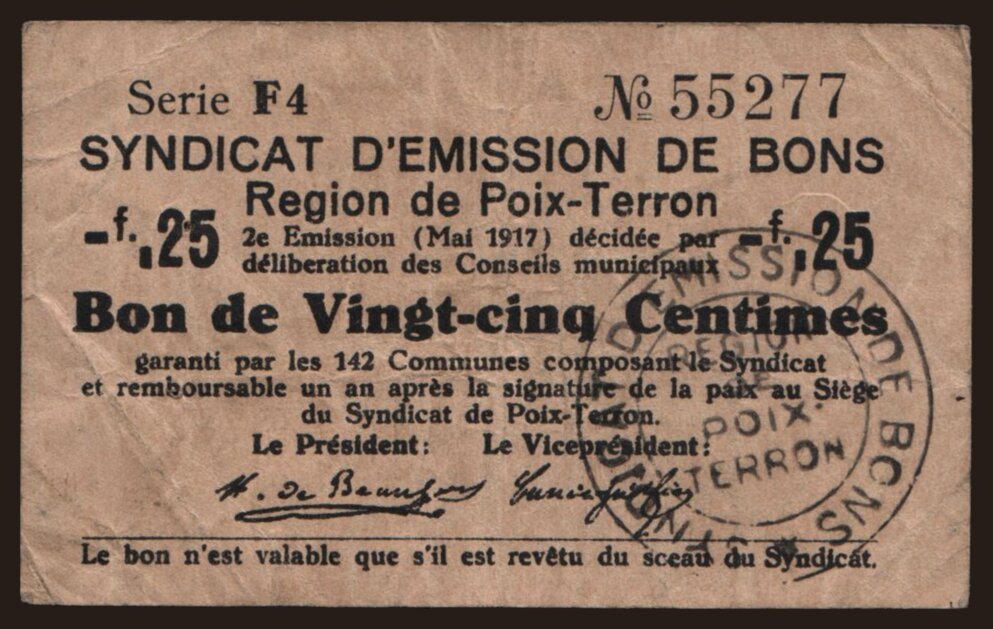 Serie F4 № 55277
SYNDICAT D'EMISSION DE BONS
Region de Poix-Terron
-f.,25 2e Emission (Mai 1917) décidée par -f.,25
déliberation des Conseils municipaux
Bon de Vingt-cinq Centimes
garanti par les 142 Communes composant le Syndicat
et remboursable un an après la signature de la paix au Siège
du Syndicat de Poix-Terron.
Le Président: Le Viceprésident:
Le bon n'est valable que s'il est revêtu du sceau du Syndicat.
SYNDICAT D'EMISSION DE BONS
REGION
DE
POIX-
TERRON